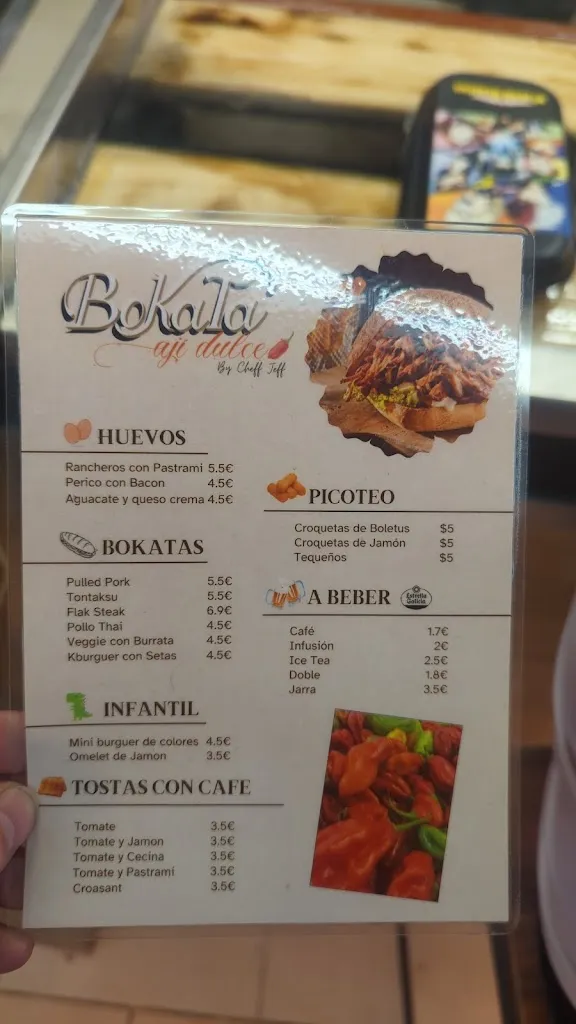 BoKaTa
aji dulce
By Cheff Jeff
HUEVOS
Rancheros con Pastrami 5.5€
Perico con Bacon 4.5€
Aguacate y queso crema 4.5€
BOKATAS
Pulled Pork 5.5€
Tontaksu 5.5€
Flak Steak 6.9€
Pollo Thai 4.5€
Veggie con Burrata 4.5€
Kburguer con Setas 4.5€
INFANTIL
Mini burguer de colores 4.5€
Omelet de Jamon 3.5€
TOSTAS CON CAFE
Tomate 3.5€
Tomate y Jamon 3.5€
Tomate y Cecina 3.5€
Tomate y Pastrami 3.5€
Croasant 3.5€
PICOTEO
Croquetas de Boletus $5
Croquetas de Jamón $5
Tequeños $5
A BEBER
Estrella
Galicia
Café 1.7€
Infusión 2€
Ice Tea 2.5€
Doble 1.8€
Jarra 3.5€